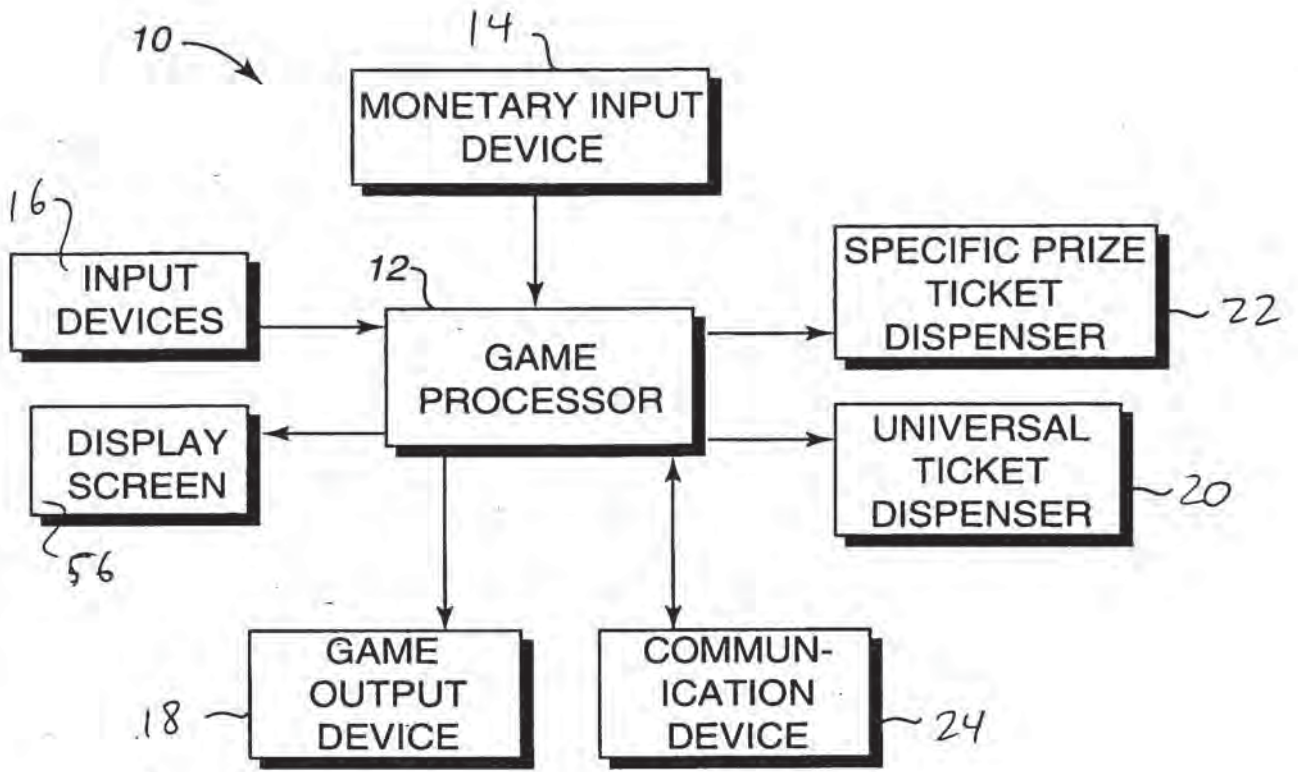 10
14
MONETARY INPUT
DEVICE
16
INPUT
DEVICES
12
GAME
PROCESSOR
SPECIFIC PRIZE
TICKET
DISPENSER
22
DISPLAY
SCREEN
56
UNIVERSAL
TICKET
DISPENSER
20
GAME
OUTPUT
DEVICE
18
COMMUN-
ICATION
DEVICE
24